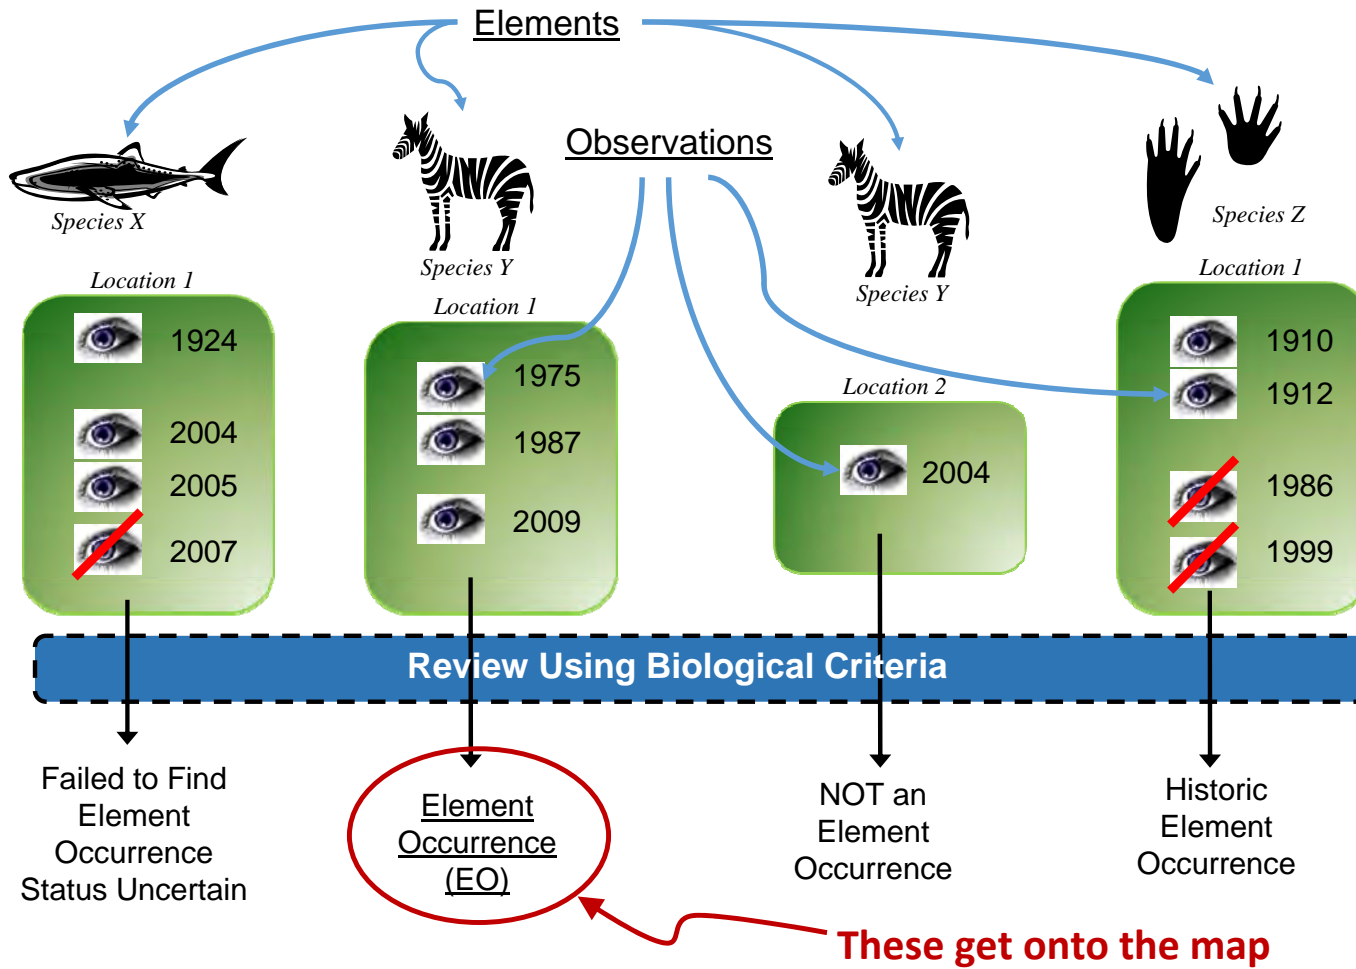 Elements
Observations
Species X
Species Y
Species Y
Species Z
Location 1
1924
2004
2005
2007
Location 1
1975
1987
2009
Location 2
2004
Location 1
1910
1912
1986
1999
Review Using Biological Criteria
Failed to Find
Element
Occurrence
Status Uncertain
Element
Occurrence
(EO)
NOT an
Element
Occurrence
Historic
Element
Occurrence
These get onto the map